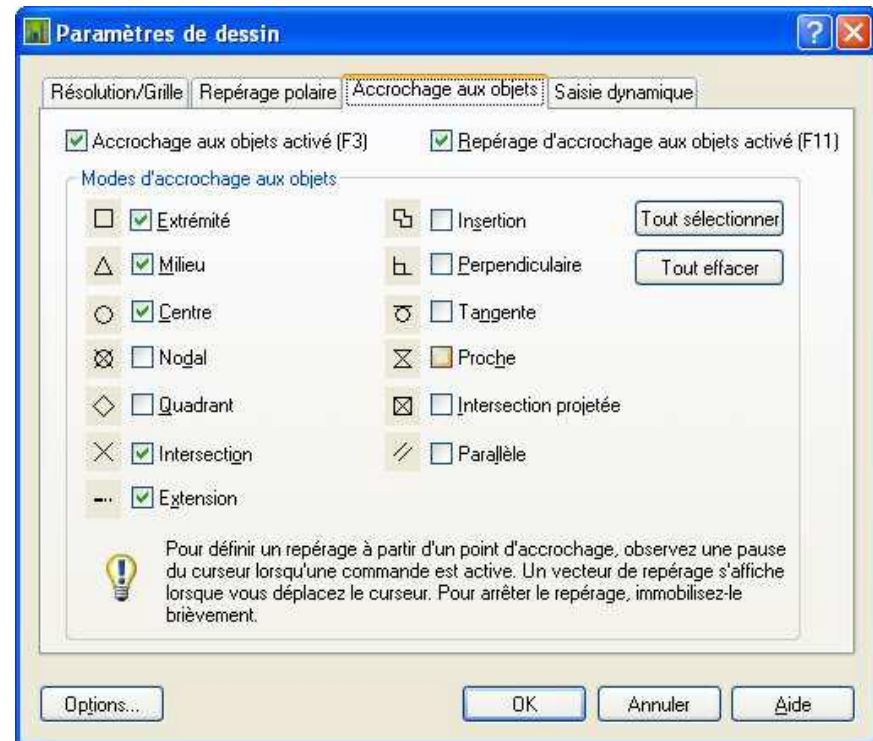 Paramètres de dessin
Résolution/Grille Repérage polaire Accrochage aux objets Saisie dynamique
Accrochage aux objets activé (F3) Repérage d'accrochage aux objets activé (F11)
Modes d'accrochage aux objets
Extrémité Insertion Tout sélectionner
Milieu Perpendiculaire Tout effacer
Centre Tangente
Nodal Proche
Quadrant Intersection projetée
Intersection Parallèle
Extension
Pour définir un repérage à partir d'un point d'accrochage, observez une pause
du curseur lorsqu'une commande est active. Un vecteur de repérage s'affiche
lorsque vous déplacez le curseur. Pour arrêter le repérage, immobilisez-le
brièvement.
Options... OK Annuler Aide